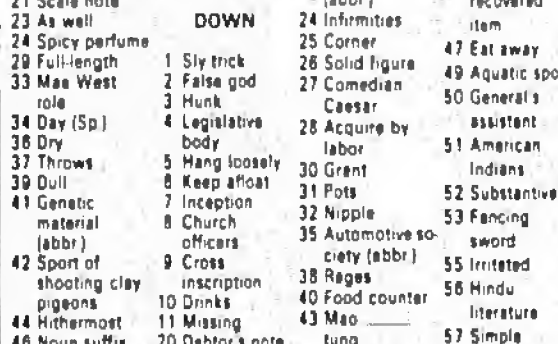 21 Scale note
23 As well
24 Spicy perfume
29 Full-length
33 Mae West
role
34 Day (Sp.)
36 Dry
37 Throws
39 Dull
41 Genetic
material
(abbr.)
42 Sport of
shooting clay
pigeons
44 Hithermost
46 Noun suffix
DOWN
1 Sly trick
2 False god
3 Hunk
4 Legislative
body
5 Hang loosely
6 Keep afloat
7 Inception
8 Church
officers
9 Cross
inscription
10 Drinks
11 Missing
20 Debtor's note
(abbr.)
24 Infirmities
25 Corner
26 Solid figure
27 Comedian
Caesar
28 Acquire by
labor
30 Grant
31 Pots
32 Nipple
35 Automotive so-
ciety (abbr.)
38 Rages
40 Food counter
43 Mao ____
tung
recovered
item
47 Eat away
49 Aquatic spo
50 General's
assistant
51 American
Indians
52 Substantive
53 Fencing
sword
55 Irritated
56 Hindu
literature
57 Simple